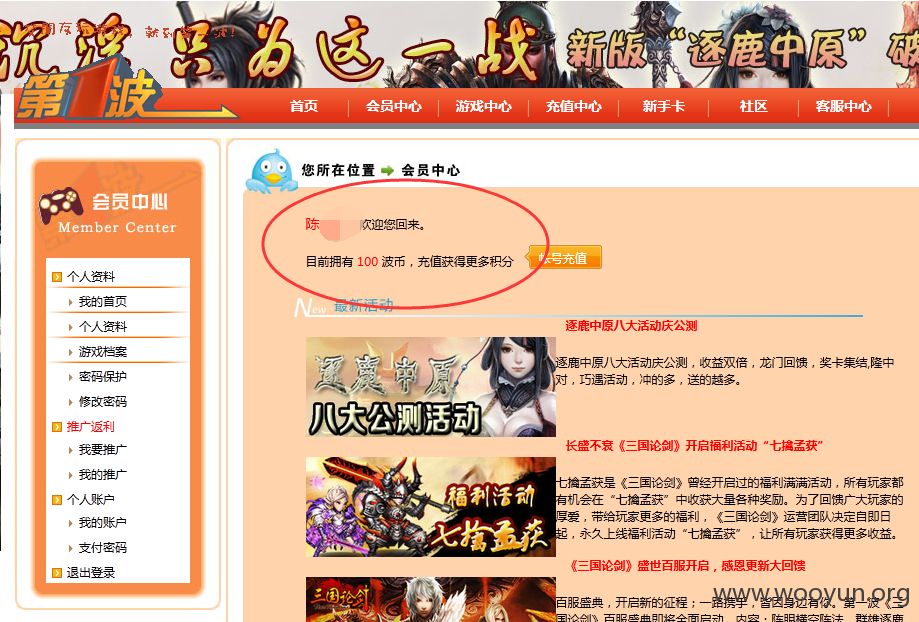 就到第一波!
沉浮只为这一战
新版“逐鹿中原”
第1波
首页
会员中心
游戏中心
充值中心
新手卡
社区
客服中心
会员中心
Member Center
个人资料
我的首页
个人资料
游戏档案
密码保护
修改密码
推广返利
我要推广
我的推广
个人账户
我的账户
支付密码
退出登录
您所在位置 会员中心
陈 欢迎您回来。
目前拥有 100 波币，充值获得更多积分
帐号充值
New 最新活动
逐鹿中原
八大公测活动
逐鹿中原八大活动庆公测
逐鹿中原八大活动庆公测，收益双倍，龙门回馈，奖卡集结,隆中
对，巧遇活动，冲的多，送的越多。
福利活动
七擒孟获
长盛不衰《三国论剑》开启福利活动“七擒孟获”
七擒孟获是《三国论剑》曾经开启过的福利满满活动，所有玩家都
有机会在“七擒孟获”中收获大量各种奖励。为了回馈广大玩家的
厚爱，带给玩家更多的福利，《三国论剑》运营团队决定自即日
起，永久上线福利活动“七擒孟获”，让所有玩家获得更多收益。
三国论剑
《三国论剑》盛世百服开启，感恩更新大回馈
百服盛典，开启新的征程；一路携手，皆因身边有你。第一波《三
国论剑》百服盛典即将全面启动，内容：阵眼横空阵法，群雄逐鹿
www.wooyun.org